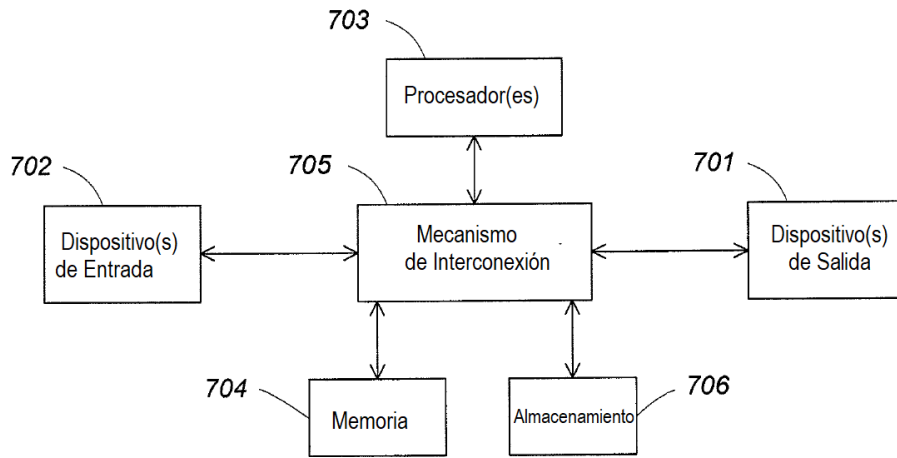 703
Procesador(es)
702
705
701
Dispositivo(s)
de Entrada
Mecanismo
de Interconexión
Dispositivo(s)
de Salida
704
Memoria
Almacenamiento
706